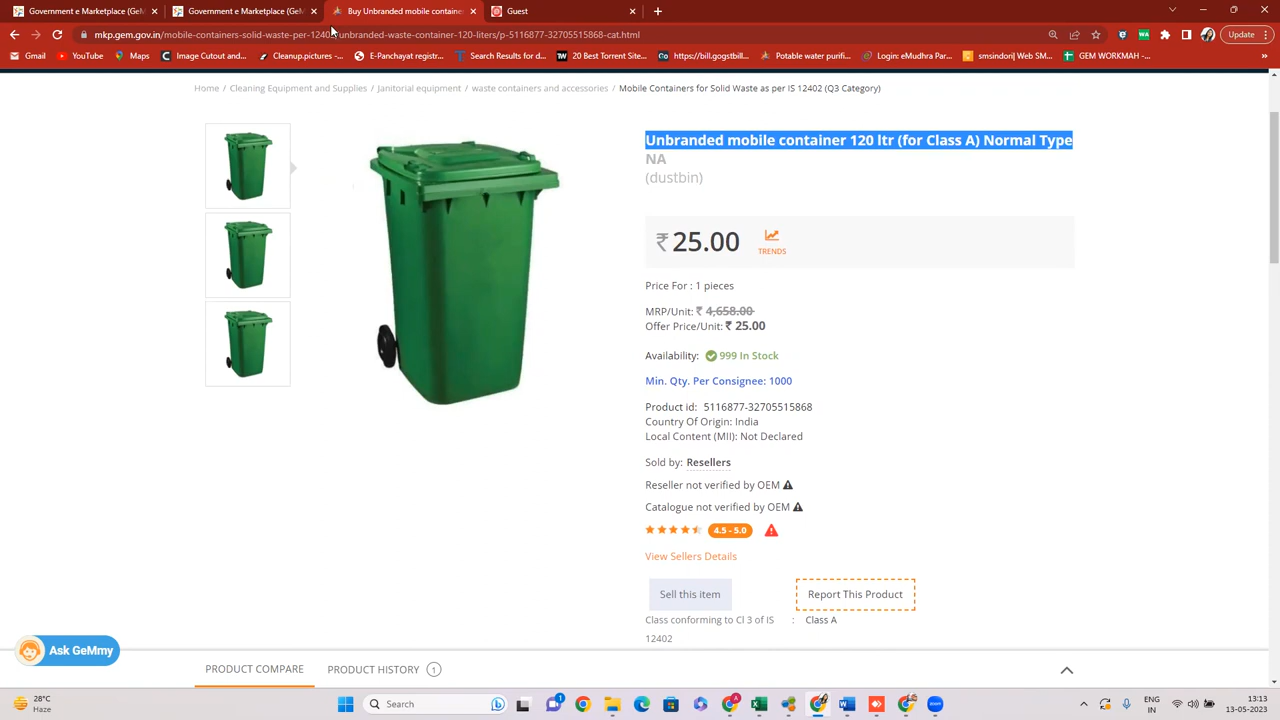 Government e Marketplace (GeM)
Government e Marketplace (GeM)
Buy Unbranded mobile container
Guest
mkp.gem.gov.in/mobile-containers-solid-waste-per-12402/unbranded-waste-container-120-liters/p-5116877-32705515868-cat.html
Update
Gmail
YouTube
Maps
Image Cutout and...
Cleanup.pictures -...
E-Panchayat, regist...
Search Results for d...
20 Best Torrent Site...
https://bill.gogstbill...
Potable water purifi...
Login: eMudhra Par...
smsindori| Web SM...
GEM WORKMAH -...
»
Home / Cleaning Equipment and Supplies / Janitorial equipment / waste containers and accessories / Mobile Containers for Solid Waste as per IS 12402 (Q3 Category)
Unbranded mobile container 120 ltr (for Class A) Normal Type
NA
(dustbin)
₹ 25.00
TRENDS
Price For : 1 pieces
MRP/Unit: ₹ 4,658.00
Offer Price/Unit: ₹ 25.00
Availability: 999 In Stock
Min. Qty. Per Consignee: 1000
Product id: 5116877-32705515868
Country Of Origin: India
Local Content (MII): Not Declared
Sold by: Resellers
Reseller not verified by OEM
Catalogue not verified by OEM
4.5 - 5.0
View Sellers Details
Sell this item
Report This Product
Class conforming to Cl 3 of IS 12402 : Class A
Ask GeMmy
PRODUCT COMPARE
PRODUCT HISTORY 1
28°C
Haze
Search
1
ENG
IN
13:13
13-05-2023